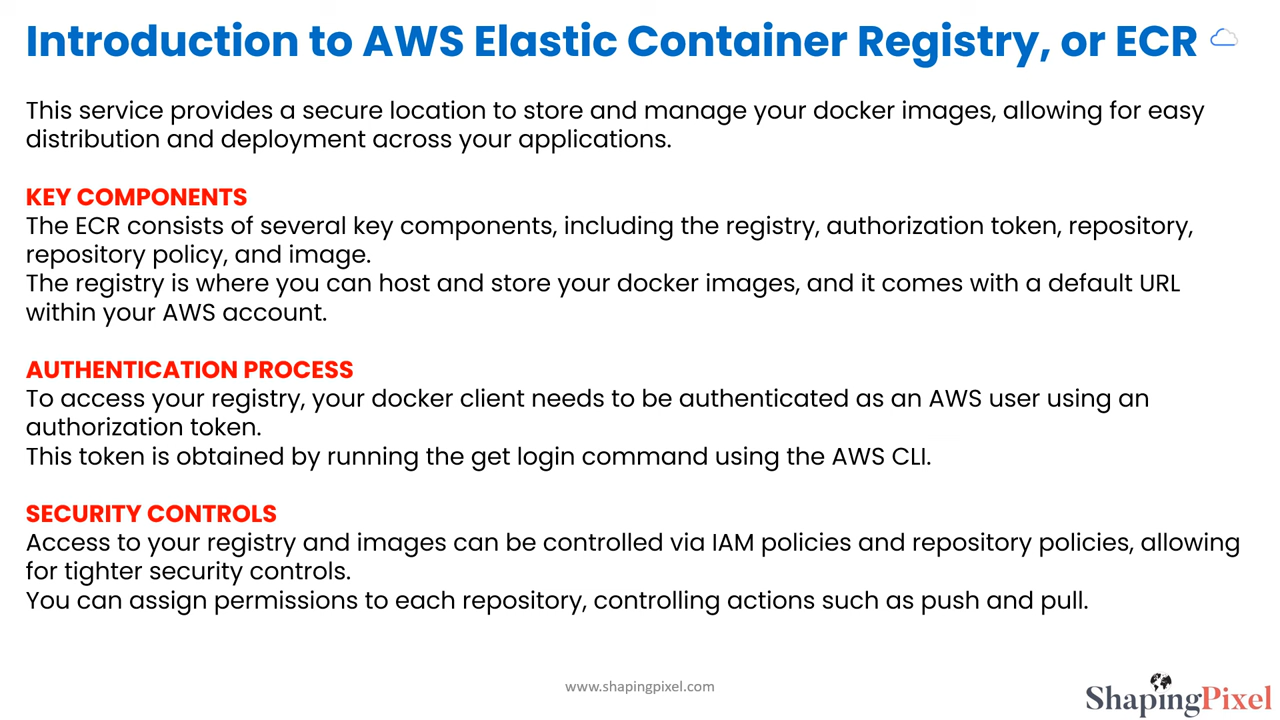 Introduction to AWS Elastic Container Registry, or ECR
This service provides a secure location to store and manage your docker images, allowing for easy
distribution and deployment across your applications.
KEY COMPONENTS
The ECR consists of several key components, including the registry, authorization token, repository,
repository policy, and image.
The registry is where you can host and store your docker images, and it comes with a default URL
within your AWS account.
AUTHENTICATION PROCESS
To access your registry, your docker client needs to be authenticated as an AWS user using an
authorization token.
This token is obtained by running the get login command using the AWS CLI.
SECURITY CONTROLS
Access to your registry and images can be controlled via IAM policies and repository policies, allowing
for tighter security controls.
You can assign permissions to each repository, controlling actions such as push and pull.
www.shapingpixel.com
ShapingPixel